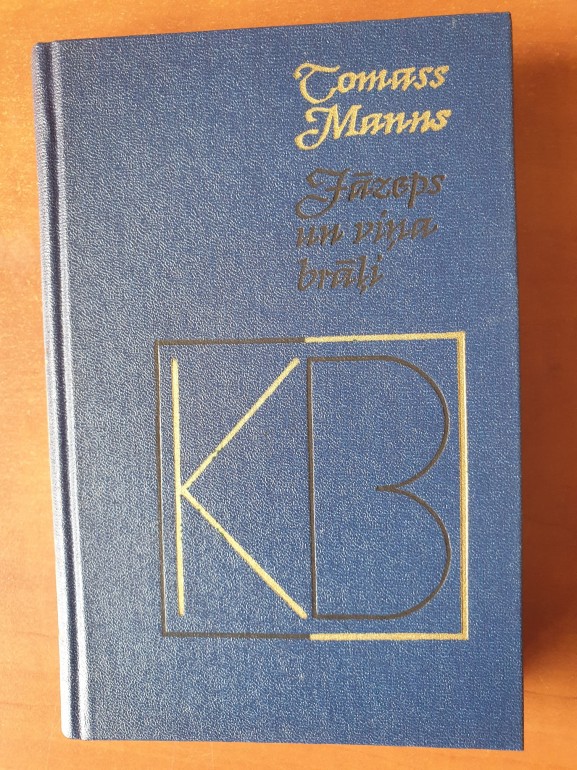 Tomass
Manns
Jāzeps
un viņa
brāļi
KB